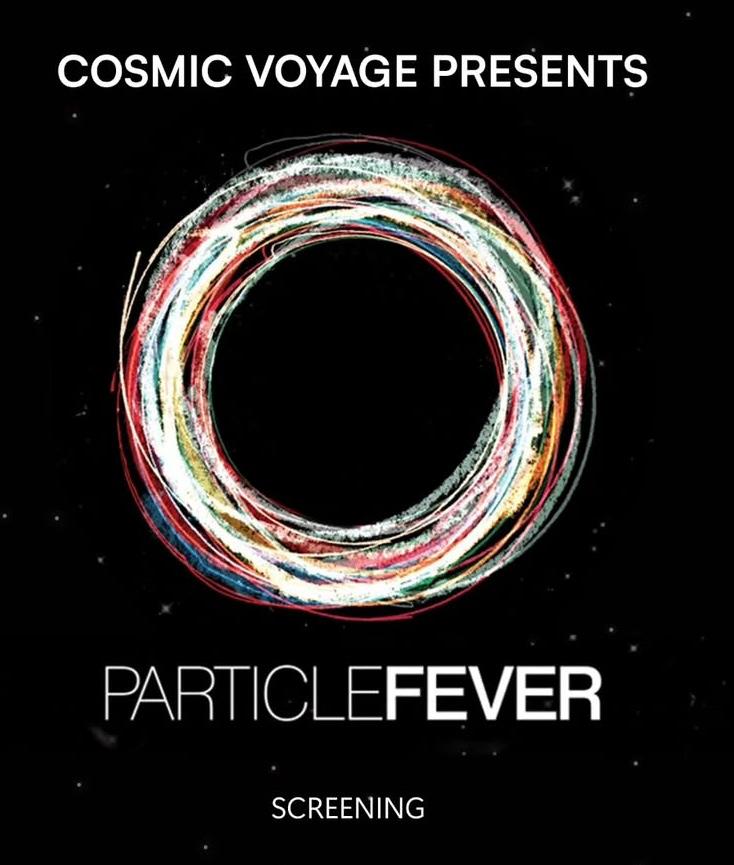 COSMIC VOYAGE PRESENTS
PARTICLEFEVER
SCREENING